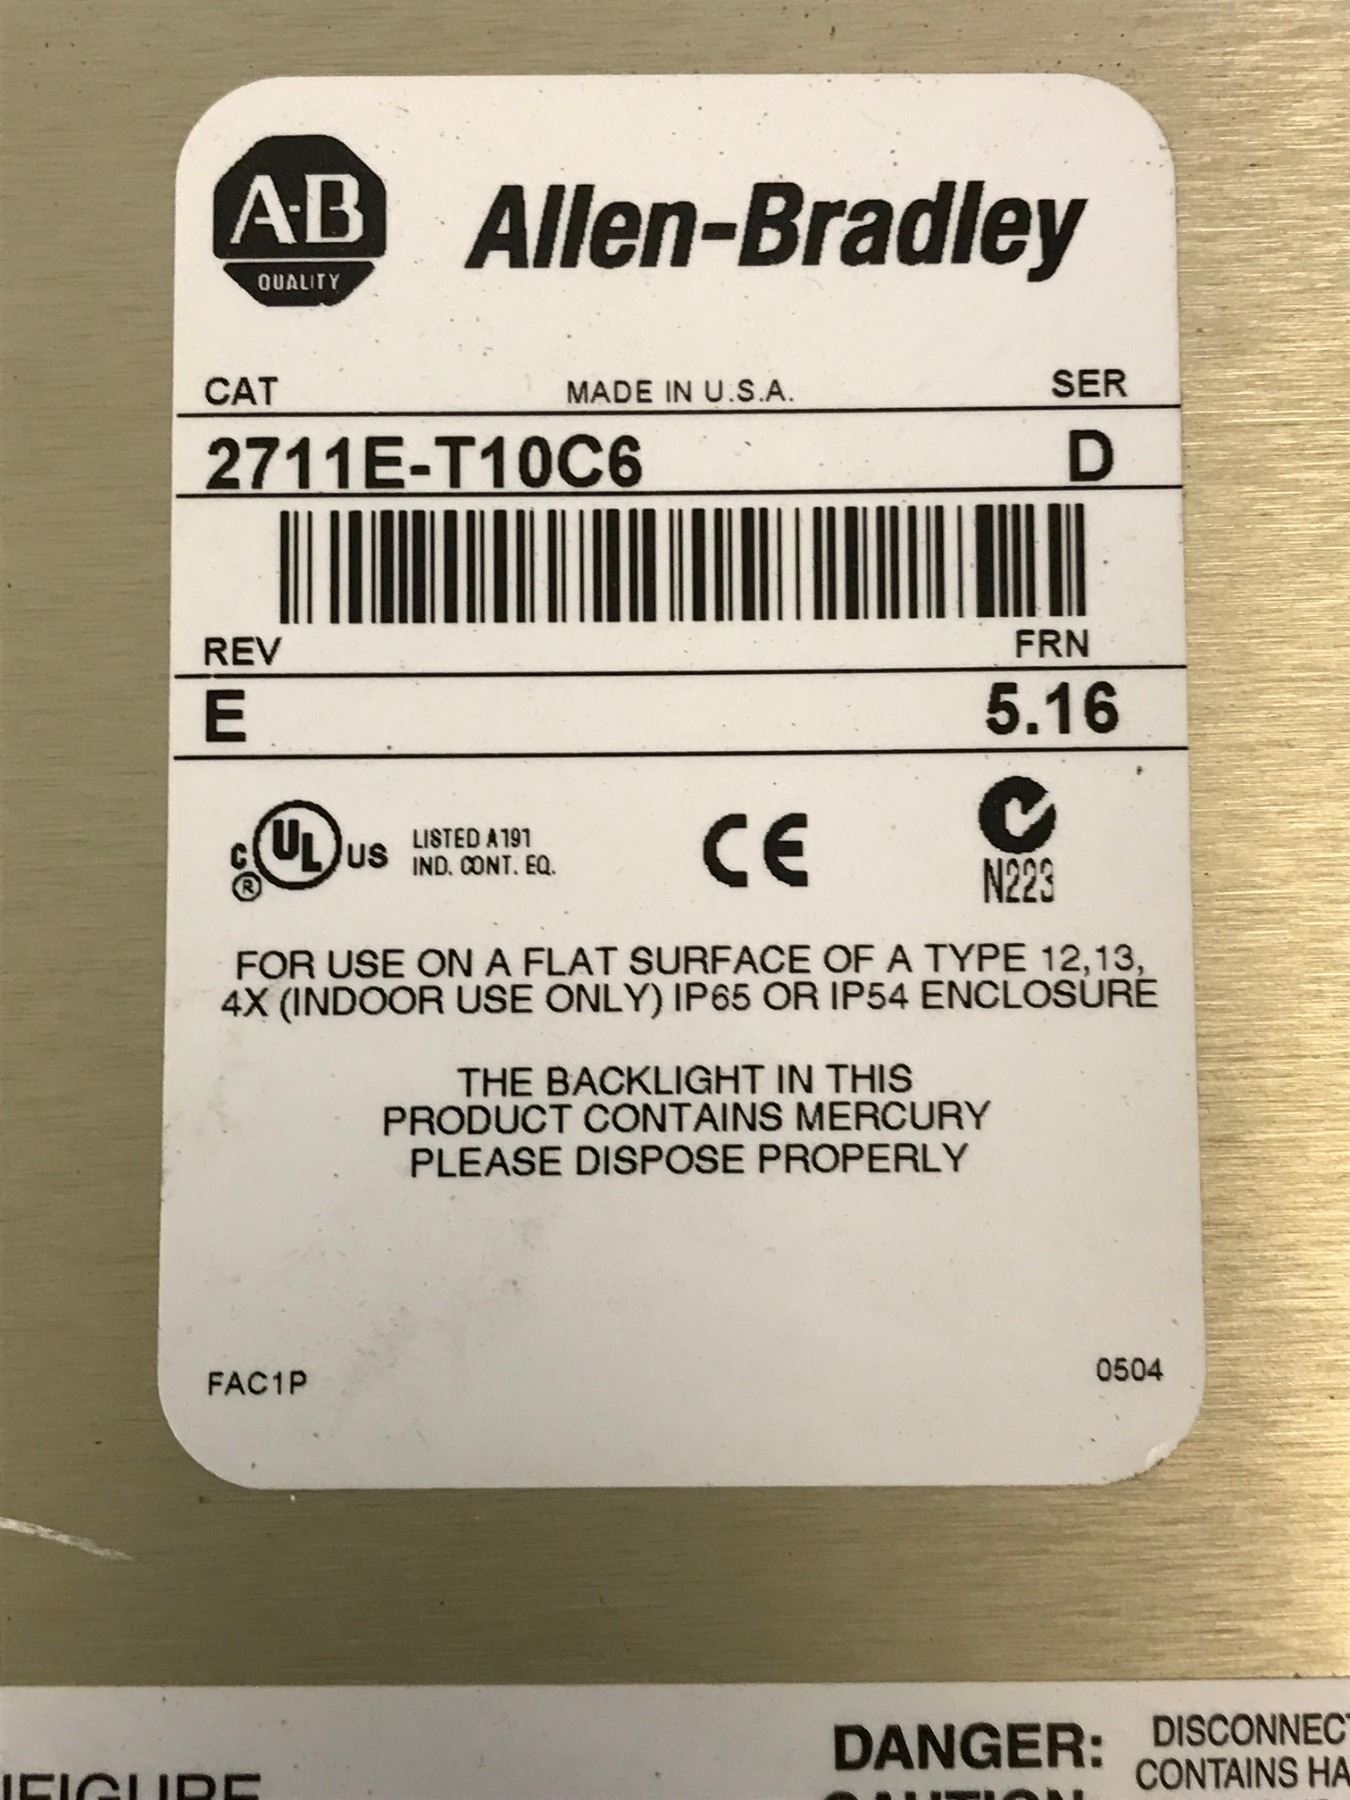 A-B
QUALITY
Allen-Bradley
CAT MADE IN U.S.A. SER
2711E-T10C6 D
REV FRN
E 5.16
C UL US
®
LISTED A191
IND. CONT. EQ.
CE
N223
FOR USE ON A FLAT SURFACE OF A TYPE 12,13,
4X (INDOOR USE ONLY) IP65 OR IP54 ENCLOSURE
THE BACKLIGHT IN THIS
PRODUCT CONTAINS MERCURY
PLEASE DISPOSE PROPERLY
FAC1P 0504
DANGER: DISCONNECT
CONTAINS HA